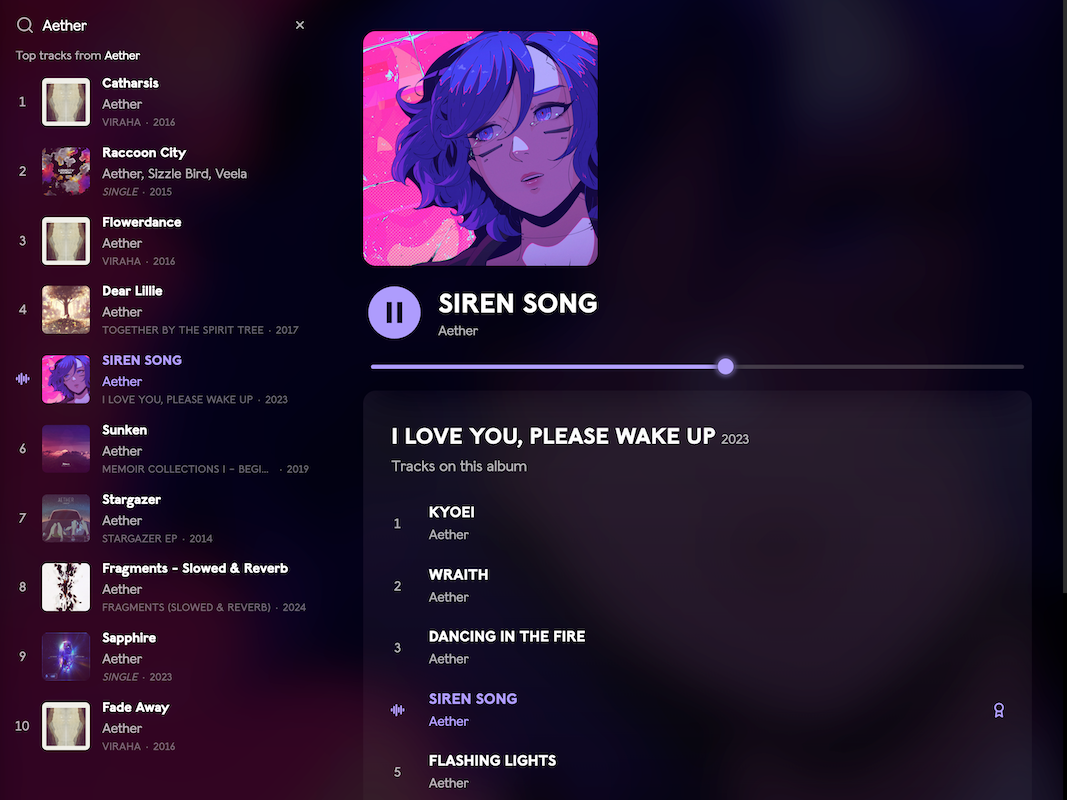 Aether
Top tracks from Aether
1
Catharsis
Aether
VIRAHA · 2016
2
Raccoon City
Aether, Sizzle Bird, Veela
SINGLE · 2015
3
Flowerdance
Aether
VIRAHA · 2016
4
Dear Lillie
Aether
TOGETHER BY THE SPIRIT TREE · 2017
SIREN SONG
Aether
I LOVE YOU, PLEASE WAKE UP · 2023
6
Sunken
Aether
MEMOIR COLLECTIONS I – BEGI... · 2019
7
Stargazer
Aether
STARGAZER EP · 2014
8
Fragments – Slowed & Reverb
Aether
FRAGMENTS (SLOWED & REVERB) · 2024
9
Sapphire
Aether
SINGLE · 2023
10
Fade Away
Aether
VIRAHA · 2016
SIREN SONG
Aether
I LOVE YOU, PLEASE WAKE UP 2023
Tracks on this album
1
KYOEI
Aether
2
WRAITH
Aether
3
DANCING IN THE FIRE
Aether
SIREN SONG
Aether
5
FLASHING LIGHTS
Aether